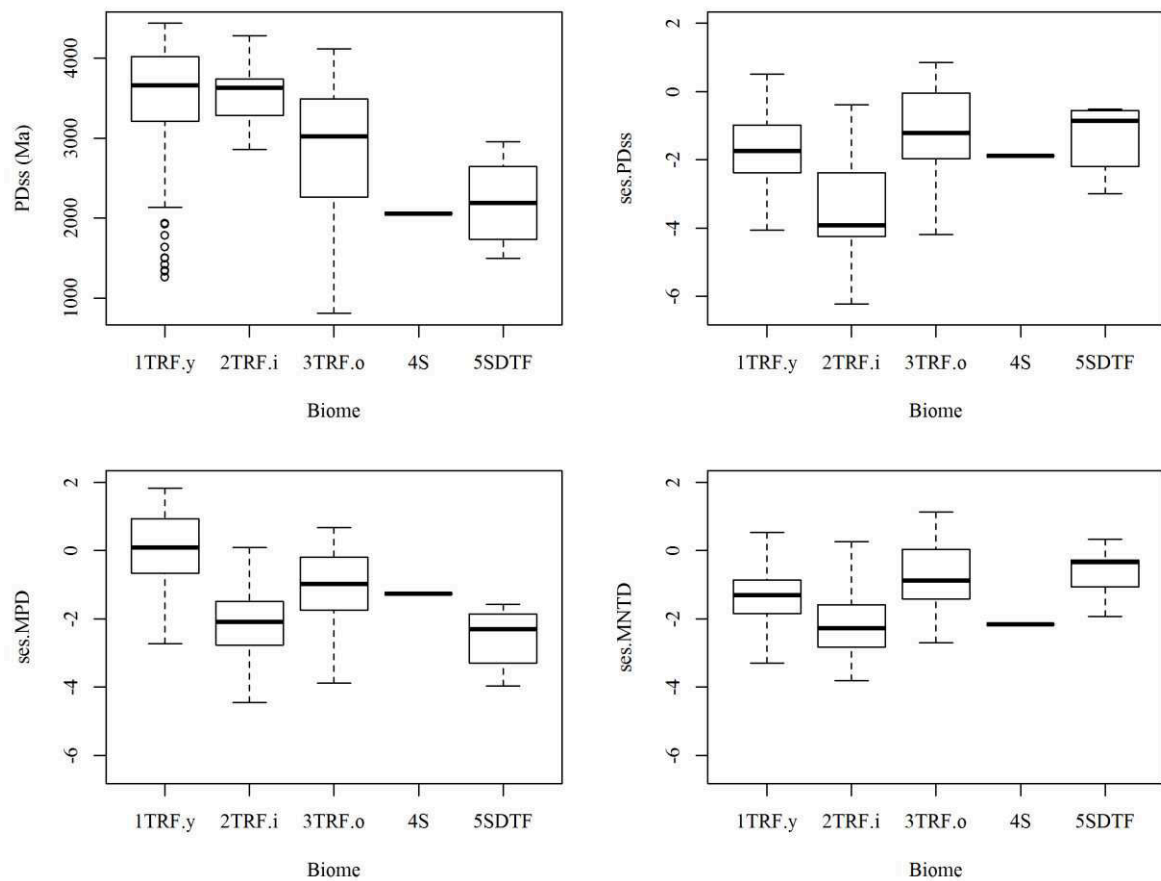 PDss (Ma)
4000
3000
2000
1000
1TRF.y 2TRF.i 3TRF.o 4S 5SDTF
Biome
ses.PDss
2
0
-2
-4
-6
1TRF.y 2TRF.i 3TRF.o 4S 5SDTF
Biome
ses.MPD
2
0
-2
-4
-6
1TRF.y 2TRF.i 3TRF.o 4S 5SDTF
Biome
ses.MNTD
2
0
-2
-4
-6
1TRF.y 2TRF.i 3TRF.o 4S 5SDTF
Biome